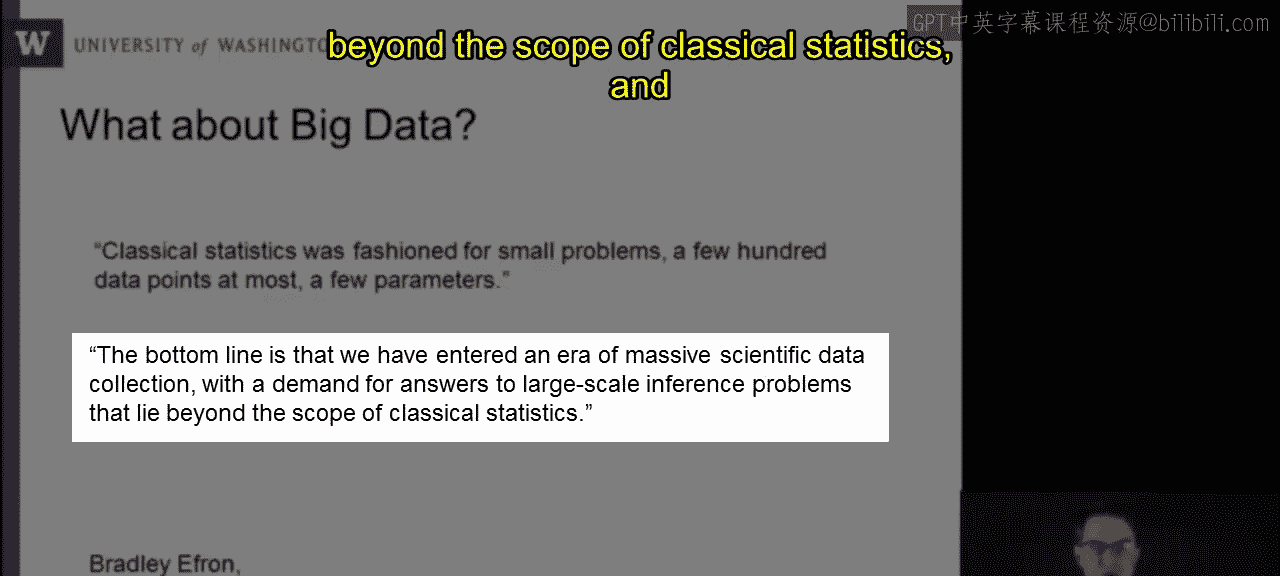 GPT中英字幕课程资源@bilibili.com
beyond the scope of classical statistics,
and
W UNIVERSITY of WASHINGTO
What about Big Data?
“Classical statistics was fashioned for small problems, a few hundred
data points at most, a few parameters.”
“The bottom line is that we have entered an era of massive scientific data
collection, with a demand for answers to large-scale inference problems
that lie beyond the scope of classical statistics.”
Bradley Efron,